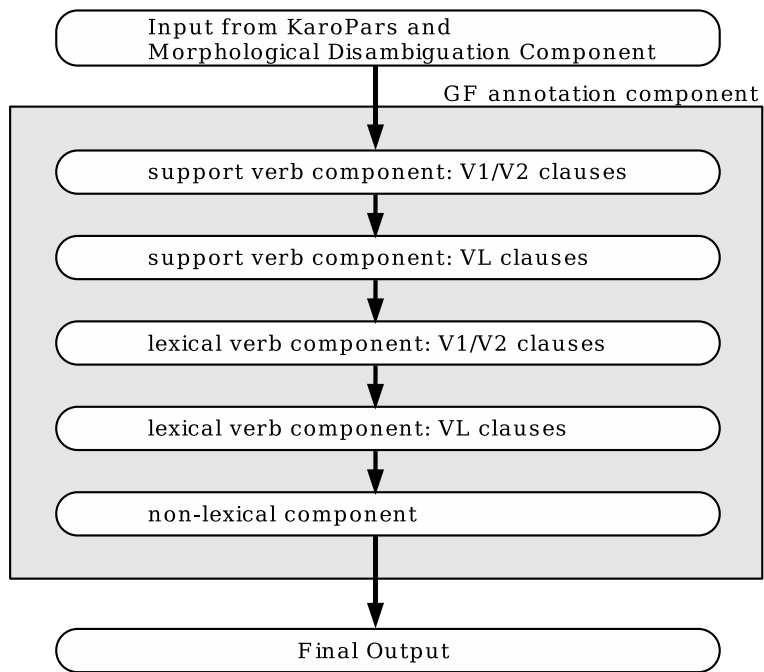 Input from KaroPars and
Morphological Disambiguation Component
GF annotation component
support verb component: V1/V2 clauses
support verb component: VL clauses
lexical verb component: V1/V2 clauses
lexical verb component: VL clauses
non-lexical component
Final Output